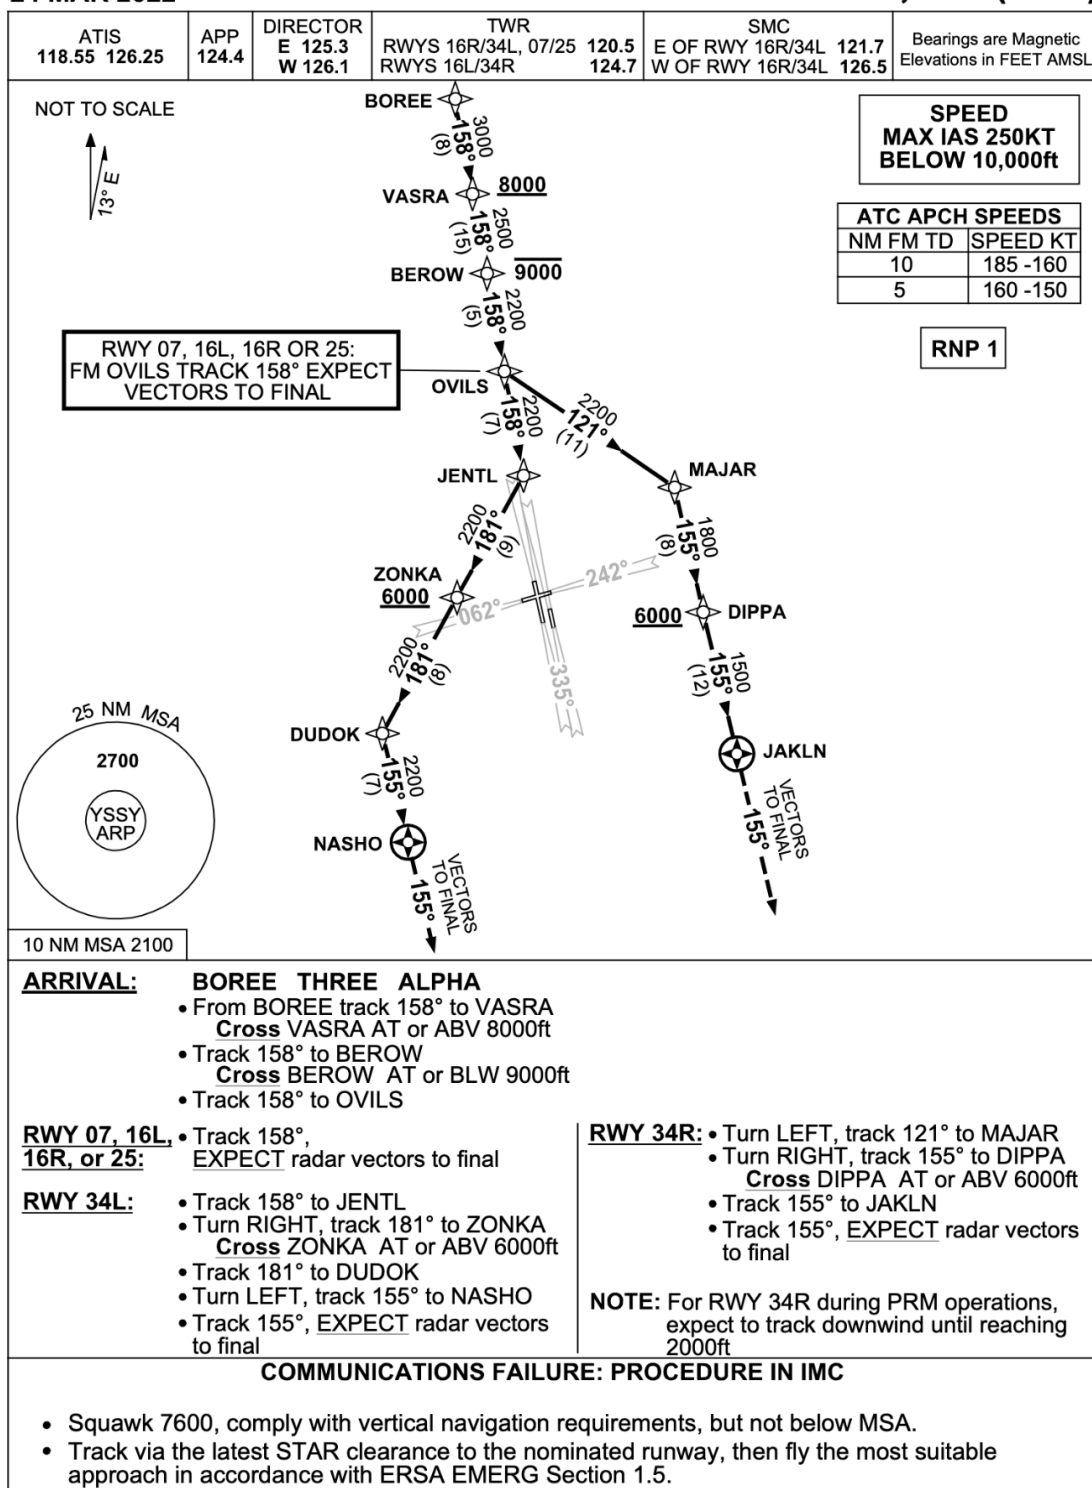 ATIS
118.55 126.25
APP
124.4
DIRECTOR
E 125.3
W 126.1
TWR
RWYS 16R/34L, 07/25 120.5
RWYS 16L/34R 124.7
SMC
E OF RWY 16R/34L 121.7
W OF RWY 16R/34L 126.5
Bearings are Magnetic
Elevations in FEET AMSL
NOT TO SCALE
13° E
SPEED
MAX IAS 250KT
BELOW 10,000ft
ATC APCH SPEEDS
NM FM TD SPEED KT
10 185 -160
5 160 -150
RNP 1
BOREE
3000
158°
(8)
VASRA
8000
2500
158°
(15)
BEROW
9000
2200
158°
(5)
RWY 07, 16L, 16R OR 25:
FM OVILS TRACK 158° EXPECT
VECTORS TO FINAL
OVILS
2200
158°
(7)
2200
121°
(11)
JENTL
MAJAR
2200
181°
(9)
1800
155°
(8)
ZONKA
6000
062°
242°
335°
6000
DIPPA
2200
181°
(8)
1500
155°
(12)
DUDOK
JAKLN
2200
155°
(7)
VECTORS
TO FINAL
155°
NASHO
VECTORS
TO FINAL
155°
25 NM MSA
2700
YSSY
ARP
10 NM MSA 2100
ARRIVAL: BOREE THREE ALPHA
• From BOREE track 158° to VASRA
Cross VASRA AT or ABV 8000ft
• Track 158° to BEROW
Cross BEROW AT or BLW 9000ft
• Track 158° to OVILS
RWY 07, 16L, • Track 158°,
16R, or 25: EXPECT radar vectors to final
RWY 34L: • Track 158° to JENTL
• Turn RIGHT, track 181° to ZONKA
Cross ZONKA AT or ABV 6000ft
• Track 181° to DUDOK
• Turn LEFT, track 155° to NASHO
• Track 155°, EXPECT radar vectors
to final
RWY 34R: • Turn LEFT, track 121° to MAJAR
• Turn RIGHT, track 155° to DIPPA
Cross DIPPA AT or ABV 6000ft
• Track 155° to JAKLN
• Track 155°, EXPECT radar vectors
to final
NOTE: For RWY 34R during PRM operations,
expect to track downwind until reaching
2000ft
COMMUNICATIONS FAILURE: PROCEDURE IN IMC
• Squawk 7600, comply with vertical navigation requirements, but not below MSA.
• Track via the latest STAR clearance to the nominated runway, then fly the most suitable
approach in accordance with ERSA EMERG Section 1.5.